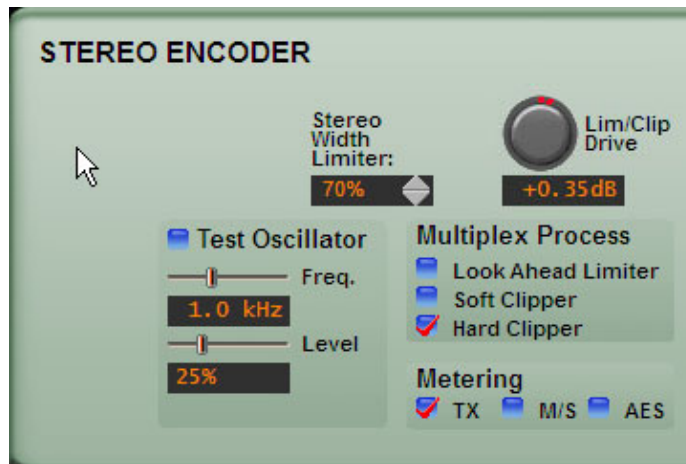 STEREO ENCODER
Stereo
Width
Limiter:
70%
Lim/Clip
Drive
+0.35dB
Test Oscillator
Freq.
1.0 kHz
Level
25%
Multiplex Process
Look Ahead Limiter
Soft Clipper
Hard Clipper
Metering
TX M/S AES